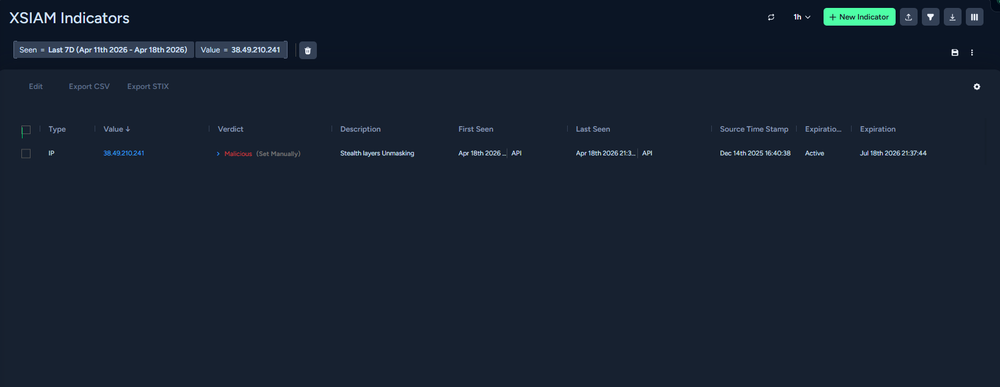 XSIAM Indicators
1h
+ New Indicator
Seen = Last 7D (Apr 11th 2026 - Apr 18th 2026) Value = 38.49.210.241
Edit Export CSV Export STIX
Type Value ↓ Verdict Description First Seen Last Seen Source Time Stamp Expiratio... Expiration
IP 38.49.210.241 > Malicious (Set Manually) Stealth layers Unmasking Apr 18th 2026 ... API Apr 18th 2026 21:3... API Dec 14th 2025 16:40:38 Active Jul 18th 2026 21:37:44